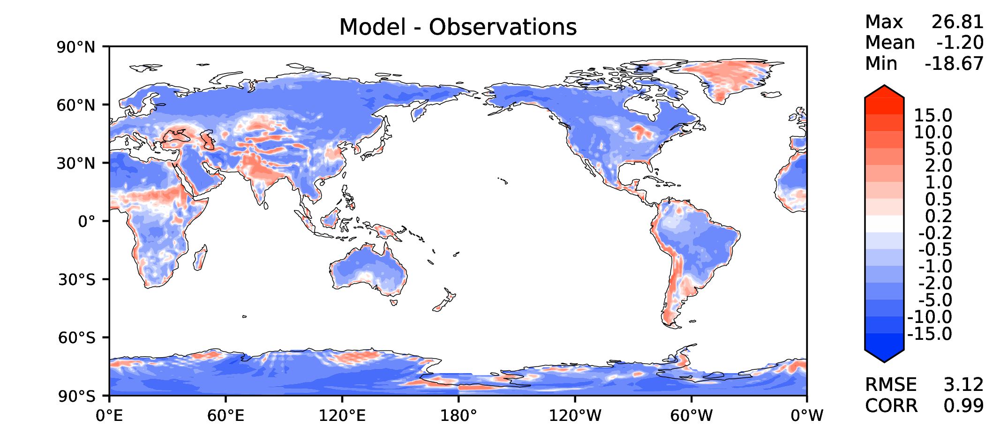 Model - Observations
Max 26.81
Mean -1.20
Min -18.67
90°N
60°N
30°N
0°
30°S
60°S
90°S
0°E 60°E 120°E 180° 120°W 60°W 0°W
15.0
10.0
5.0
2.0
1.0
0.5
0.2
-0.2
-0.5
-1.0
-2.0
-5.0
-10.0
-15.0
RMSE 3.12
CORR 0.99